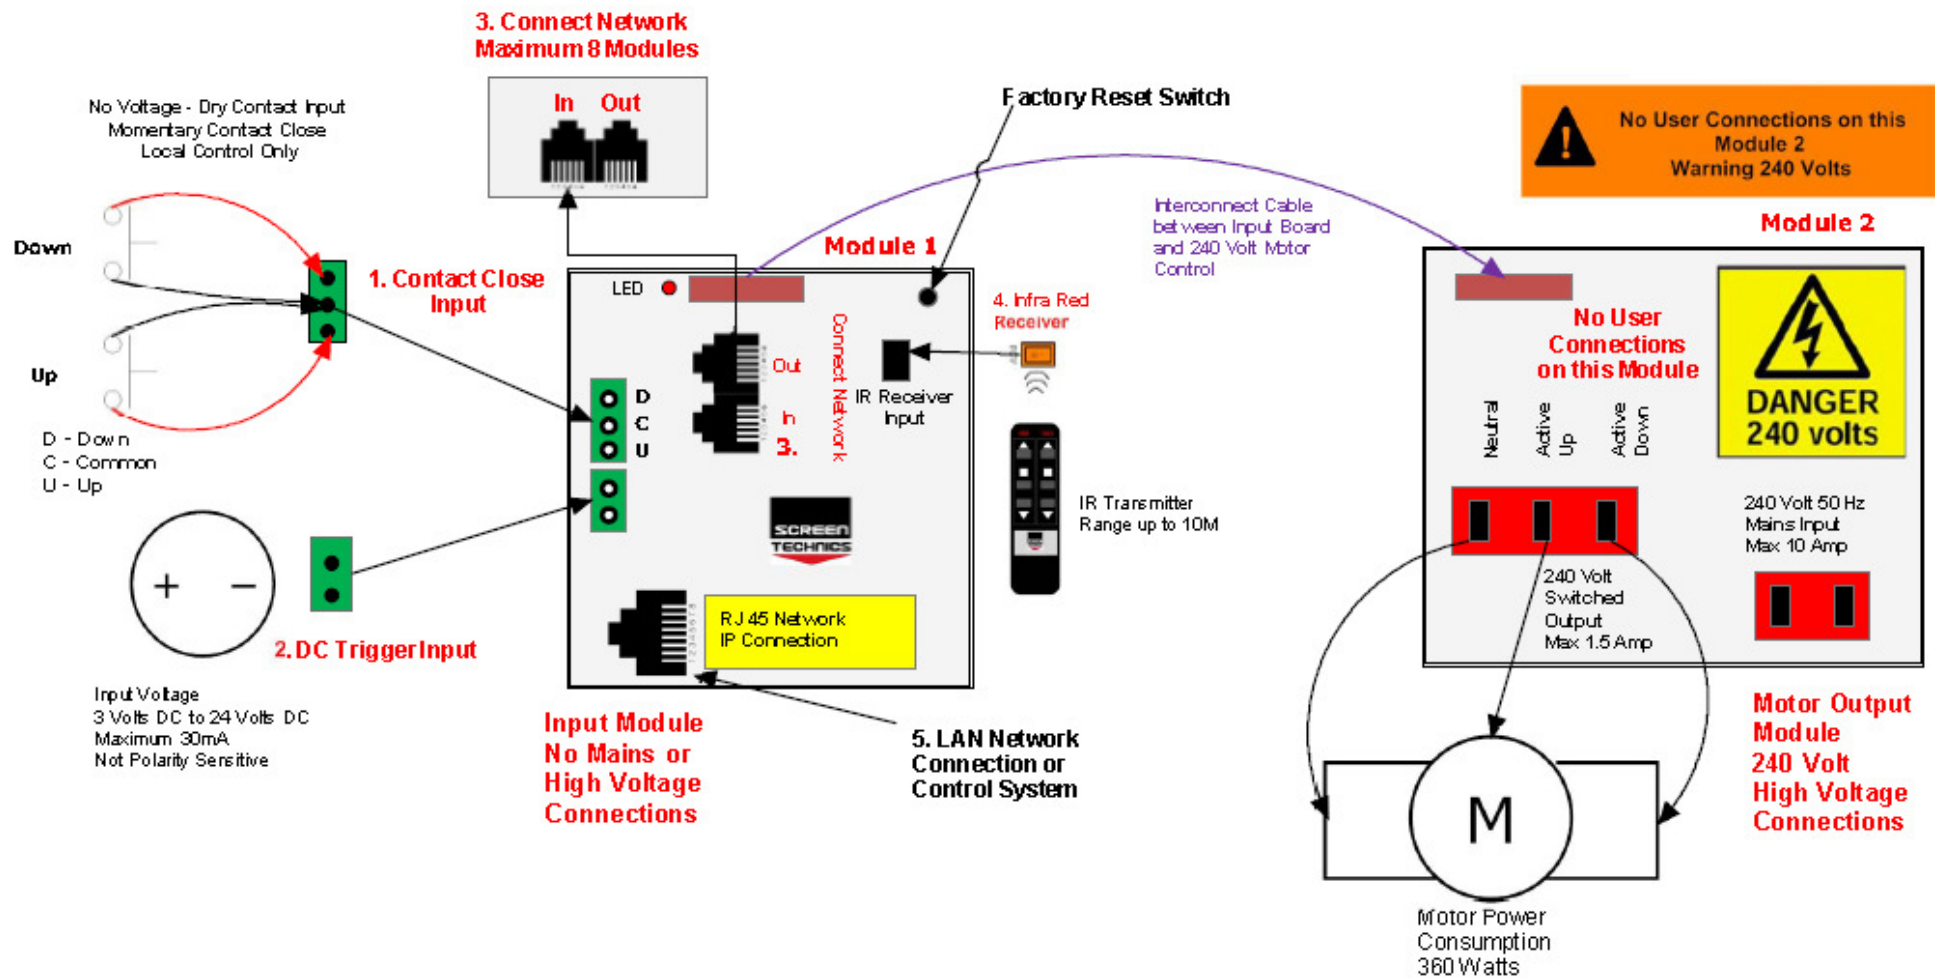 3. Connect Network
Maximum 8 Modules
In Out
No Voltage - Dry Contact Input
Momentary Contact Close
Local Control Only
Down
Up
D - Down
C - Common
U - Up
1. Contact Close
Input
2. DC Trigger Input
+ −
Input Voltage
3 Volts DC to 24 Volts DC
Maximum 30mA
Not Polarity Sensitive
Module 1
LED
Factory Reset Switch
Connect Network
Out
In
3.
D
C
U
IR Receiver
Input
4. Infra Red
Receiver
IR Transmitter
Range up to 10M
SCREEN
TECHNICS
RJ45 Network
IP Connection
12345678
Input Module
No Mains or
High Voltage
Connections
5. LAN Network
Connection or
Control System
Interconnect Cable
between Input Board
and 240 Volt Motor
Control
No User Connections on this
Module 2
Warning 240 Volts
Module 2
No User
Connections
on this Module
DANGER
240 volts
Neutral
Active
Up
Active
Down
240 Volt
Switched
Output
Max 1.5 Amp
240 Volt 50 Hz
Mains Input
Max 10 Amp
Motor Output
Module
240 Volt
High Voltage
Connections
M
Motor Power
Consumption
360 Watts